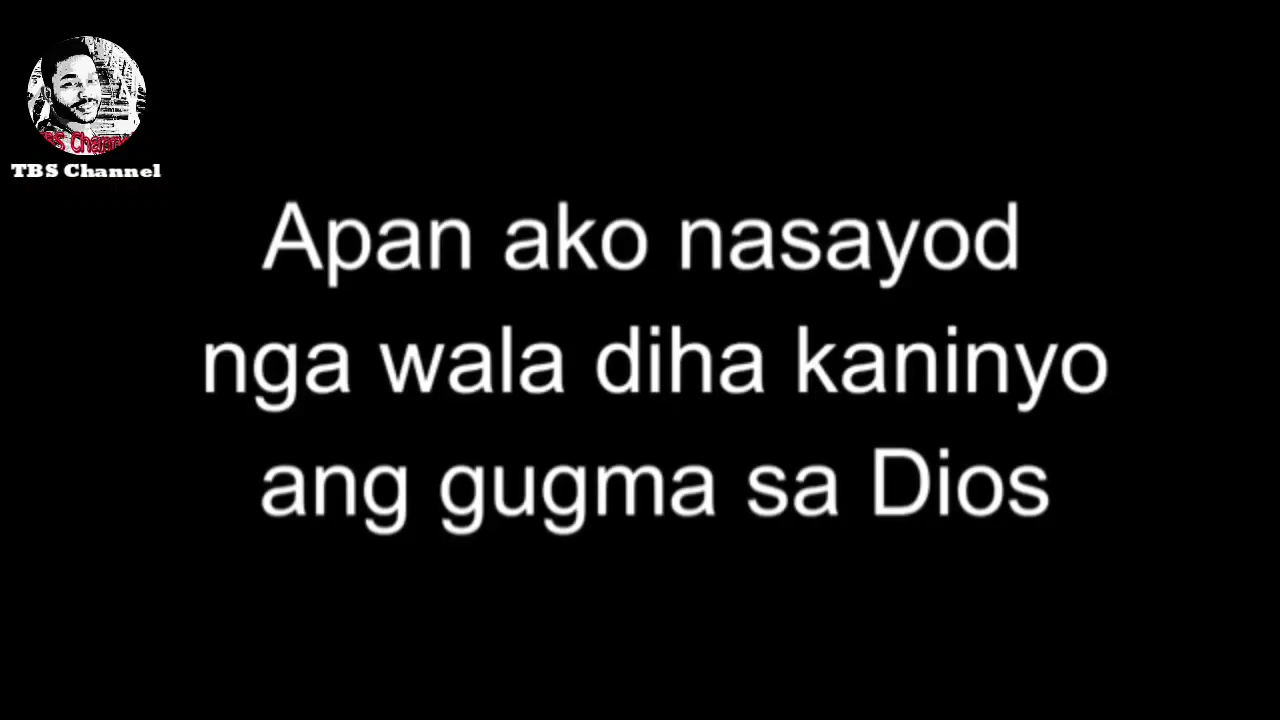 TBS Channel
Apan ako nasayod
nga wala diha kaninyo
ang gugma sa Dios